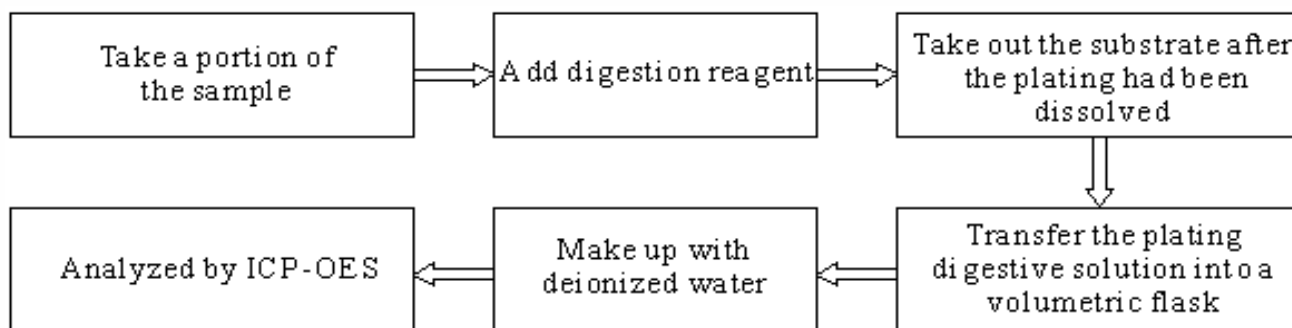 Take a portion of
the sample
Add digestion reagent
Take out the substrate after
the plating had been
dissolved
Transfer the plating
digestive solution into a
volumetric flask
Make up with
deionized water
Analyzed by ICP-OES